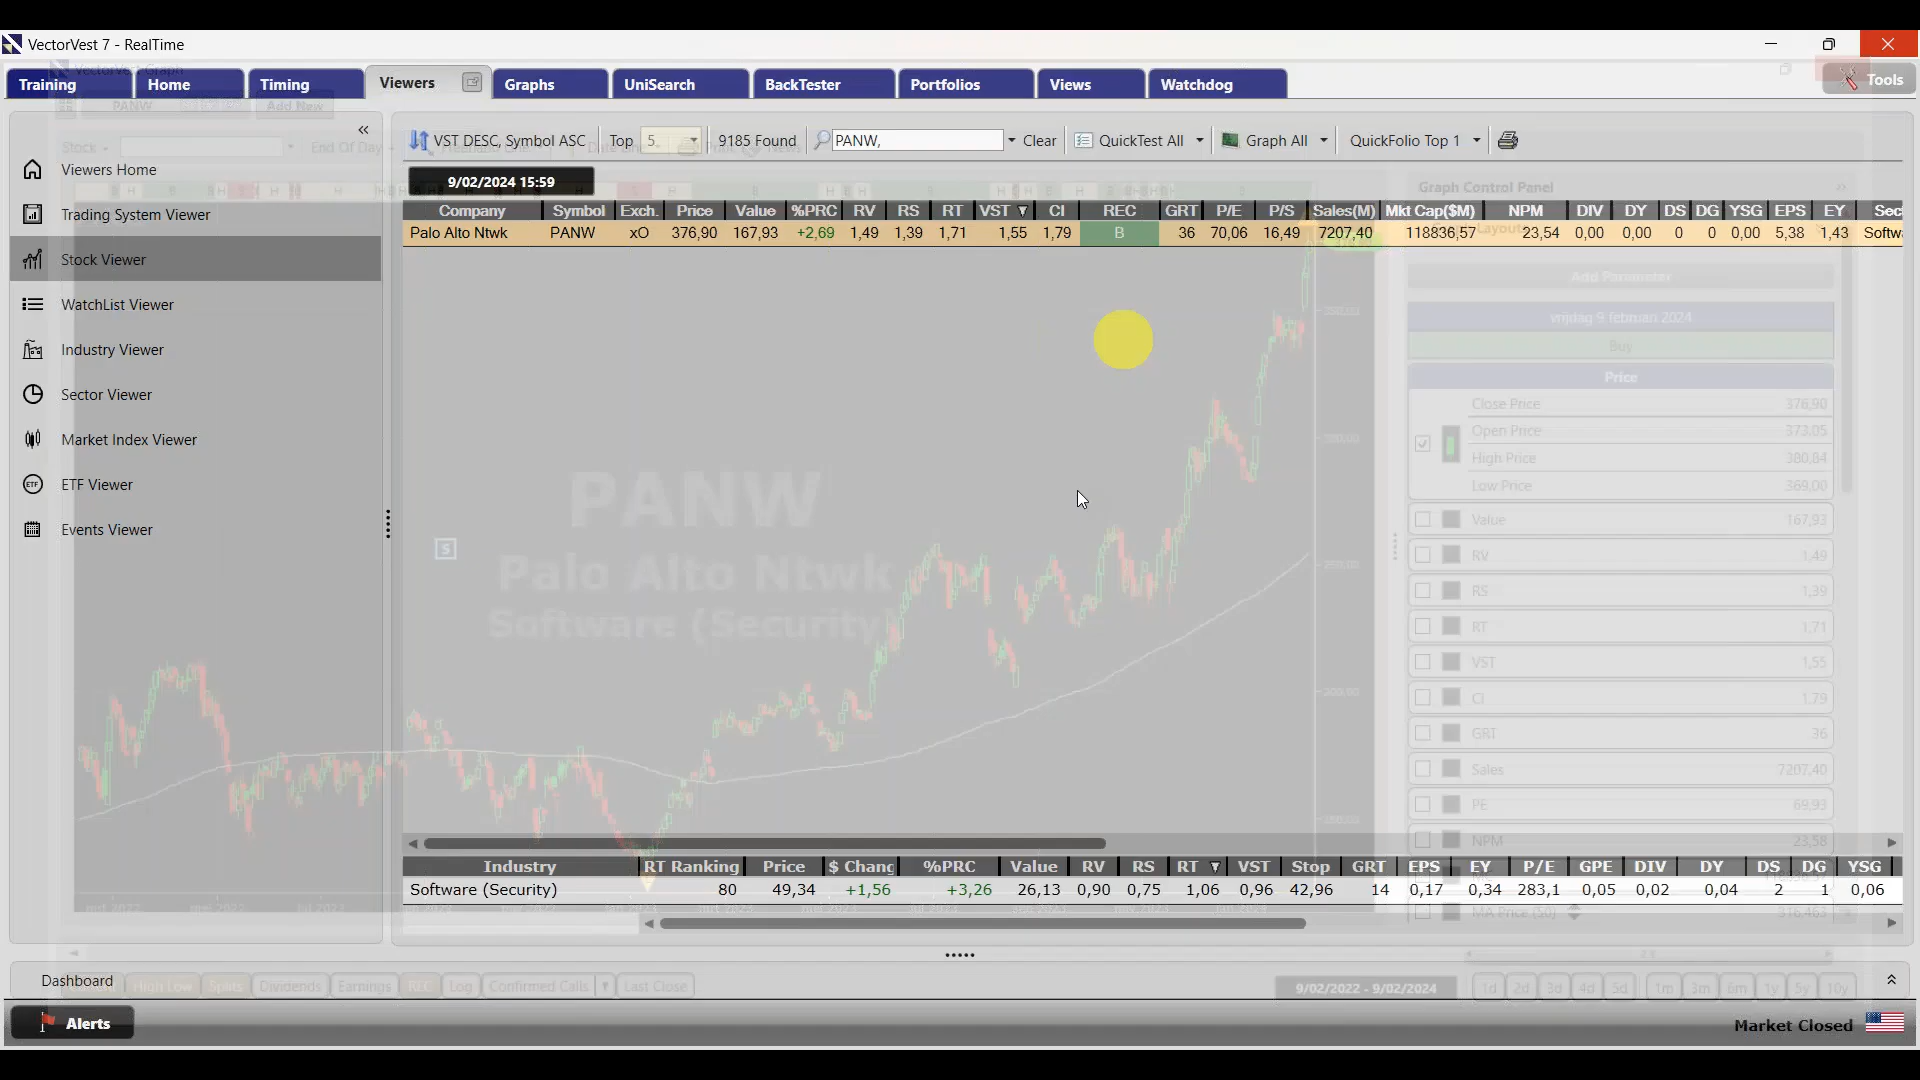 VectorVest 7 - RealTime
VectorVest Graph
Training Home Timing Viewers Graphs UniSearch BackTester Portfolios Views Watchdog Tools
PANW Add New
VST DESC, Symbol ASC Top 5 9185 Found PANW, Clear QuickTest All Graph All QuickFolio Top 1
Stock End Of Day
9/02/2024 15:59
Viewers Home
Trading System Viewer
Stock Viewer
WatchList Viewer
Industry Viewer
Sector Viewer
Market Index Viewer
ETF Viewer
Events Viewer
Company Symbol Exch. Price Value %PRC RV RS RT VST CI REC GRT P/E P/S Sales(M) Mkt Cap($M) NPM DIV DY DS DG YSG EPS EY Sec
Palo Alto Ntwk PANW xO 376,90 167,93 +2,69 1,49 1,39 1,71 1,55 1,79 B 36 70,06 16,49 7207,40 118836,57 23,54 0,00 0,00 0 0 0,00 5,38 1,43 Softw
PANW
Palo Alto Ntwk
Software (Security
S
Graph Control Panel
Add Parameter
vrijdag 9 februari 2024
Buy
Price
Close Price 376,90
Open Price 373,05
High Price 380,84
Low Price 369,00
Value 167,93
RV 1,49
RS 1,39
RT 1,71
VST 1,55
CI 1,79
GRT 36
Sales 7207,40
PE 69,93
NPM 23,58
MA Price (50) 316,463
Industry RT Ranking Price $ Chang %PRC Value RV RS RT VST Stop GRT EPS EY P/E GPE DIV DY DS DG YSG
Software (Security) 80 49,34 +1,56 +3,26 26,13 0,90 0,75 1,06 0,96 42,96 14 0,17 0,34 283,1 0,05 0,02 0,04 2 1 0,06
Dashboard High Low Splits Dividends Earnings REC Log Confirmed Calls Last Close 9/02/2022 - 9/02/2024 1d 2d 3d 4d 5d 1m 3m 6m 1y 5y 10y
Alerts Market Closed